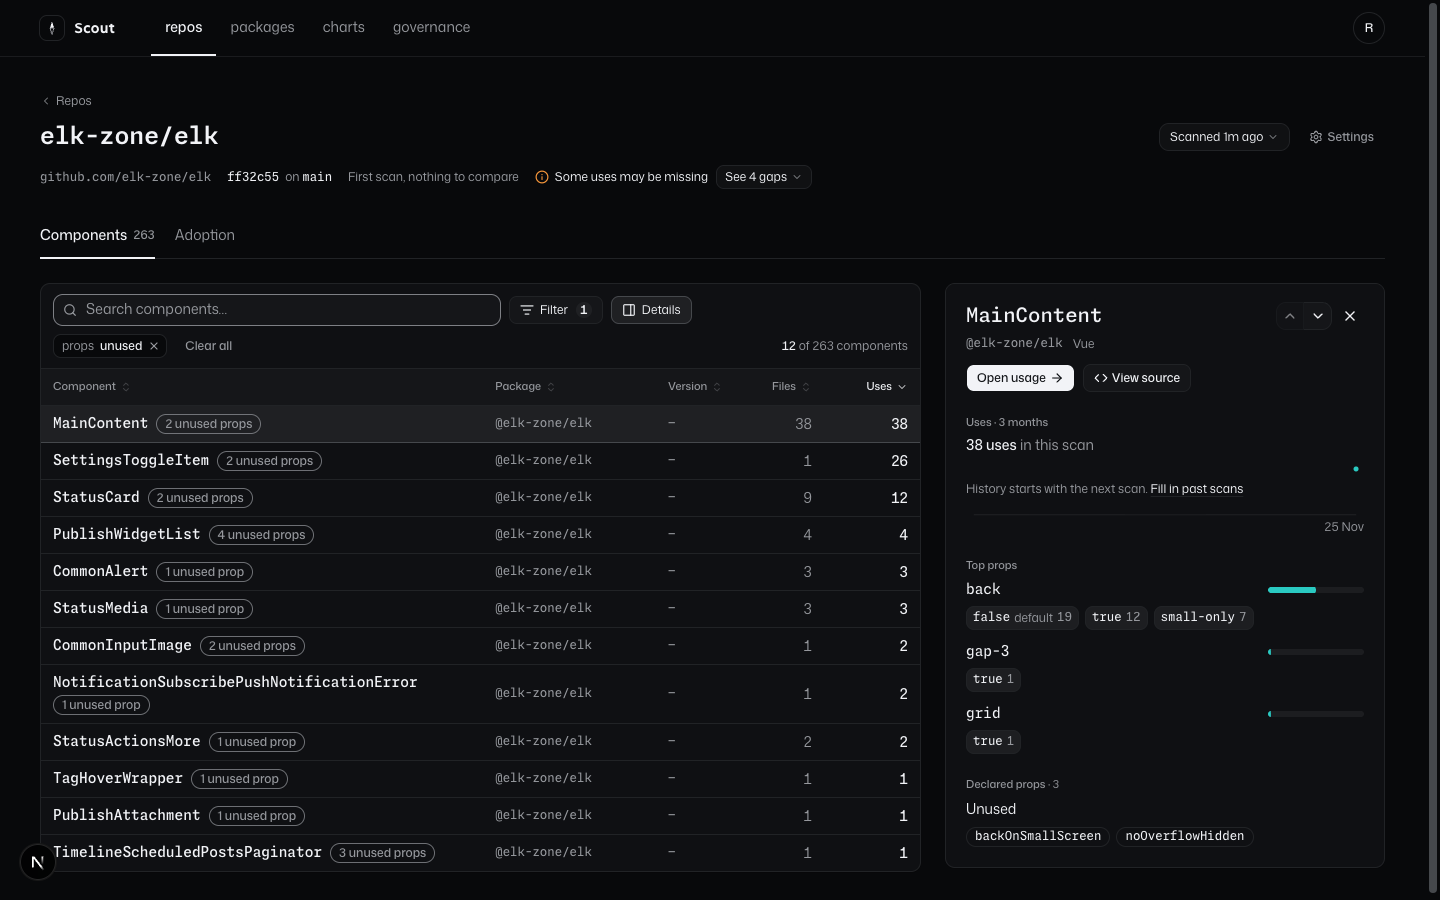 Scout repos packages charts governance R
Repos
elk-zone/elk
Scanned 1m ago Settings
github.com/elk-zone/elk ff32c55 on main First scan, nothing to compare Some uses may be missing See 4 gaps
Components 263 Adoption
Search components... Filter 1 Details
props unused Clear all 12 of 263 components
Component Package Version Files Uses
MainContent 2 unused props @elk-zone/elk – 38 38
SettingsToggleItem 2 unused props @elk-zone/elk – 1 26
StatusCard 2 unused props @elk-zone/elk – 9 12
PublishWidgetList 4 unused props @elk-zone/elk – 4 4
CommonAlert 1 unused prop @elk-zone/elk – 3 3
StatusMedia 1 unused prop @elk-zone/elk – 3 3
CommonInputImage 2 unused props @elk-zone/elk – 1 2
NotificationSubscribePushNotificationError
1 unused prop @elk-zone/elk – 1 2
StatusActionsMore 1 unused prop @elk-zone/elk – 2 2
TagHoverWrapper 1 unused prop @elk-zone/elk – 1 1
PublishAttachment 1 unused prop @elk-zone/elk – 1 1
TimelineScheduledPostsPaginator 3 unused props @elk-zone/elk – 1 1
N
MainContent
@elk-zone/elk Vue
Open usage View source
Uses · 3 months
38 uses in this scan
History starts with the next scan. Fill in past scans
25 Nov
Top props
back
false default 19 true 12 small-only 7
gap-3
true 1
grid
true 1
Declared props · 3
Unused
backOnSmallScreen noOverflowHidden